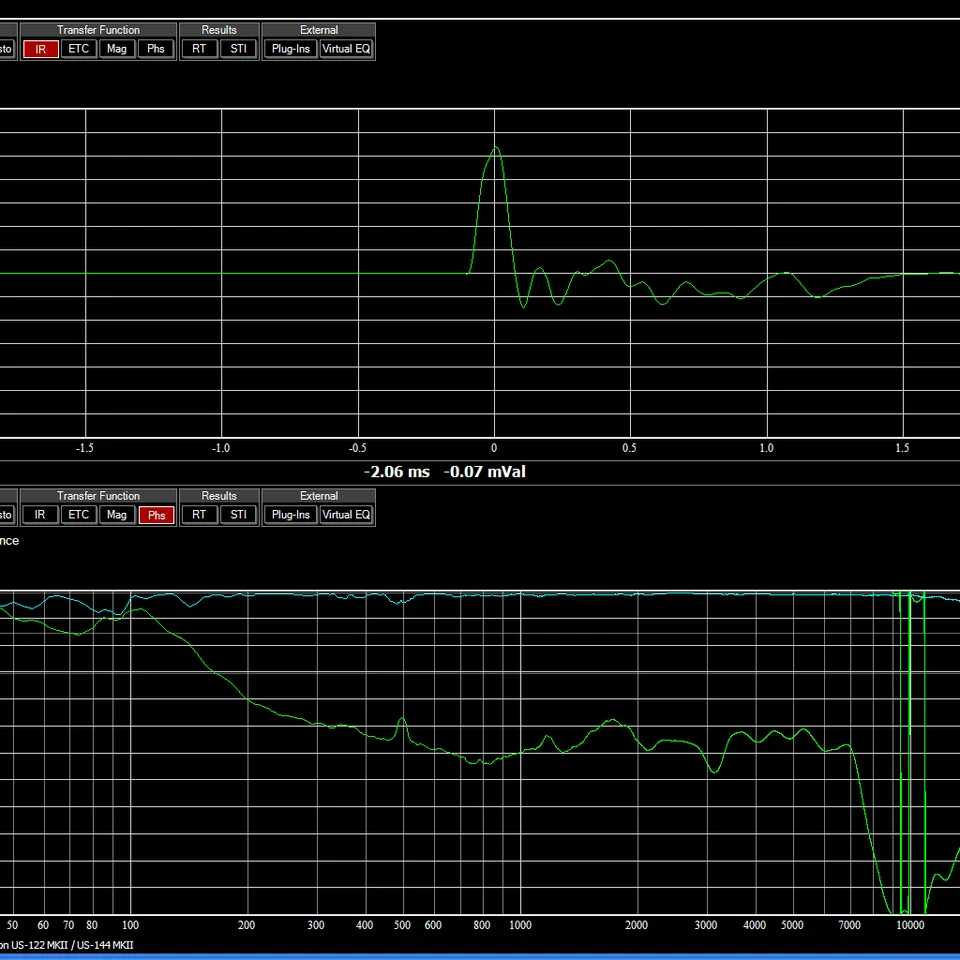 Transfer Function Results External
sto IR ETC Mag Phs RT STI Plug-Ins Virtual EQ
-1.5 -1.0 -0.5 0 0.5 1.0 1.5
-2.06 ms -0.07 mVal
Transfer Function Results External
sto IR ETC Mag Phs RT STI Plug-Ins Virtual EQ
nce
50 60 70 80 100 200 300 400 500 600 800 1000 2000 3000 4000 5000 7000 10000
on US-122 MKII / US-144 MKII